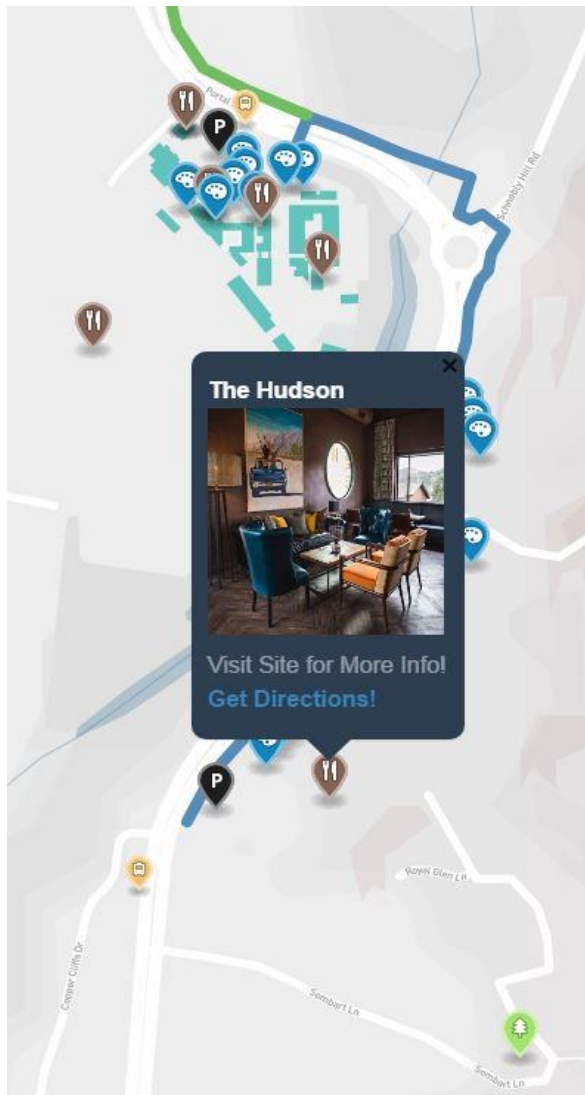 Portal
P
Schnebly Hill Rd
The Hudson
Visit Site for More Info!
Get Directions!
P
Royal Glen Ln
Copper Cliffs Dr
Sombart Ln
Sombart Ln